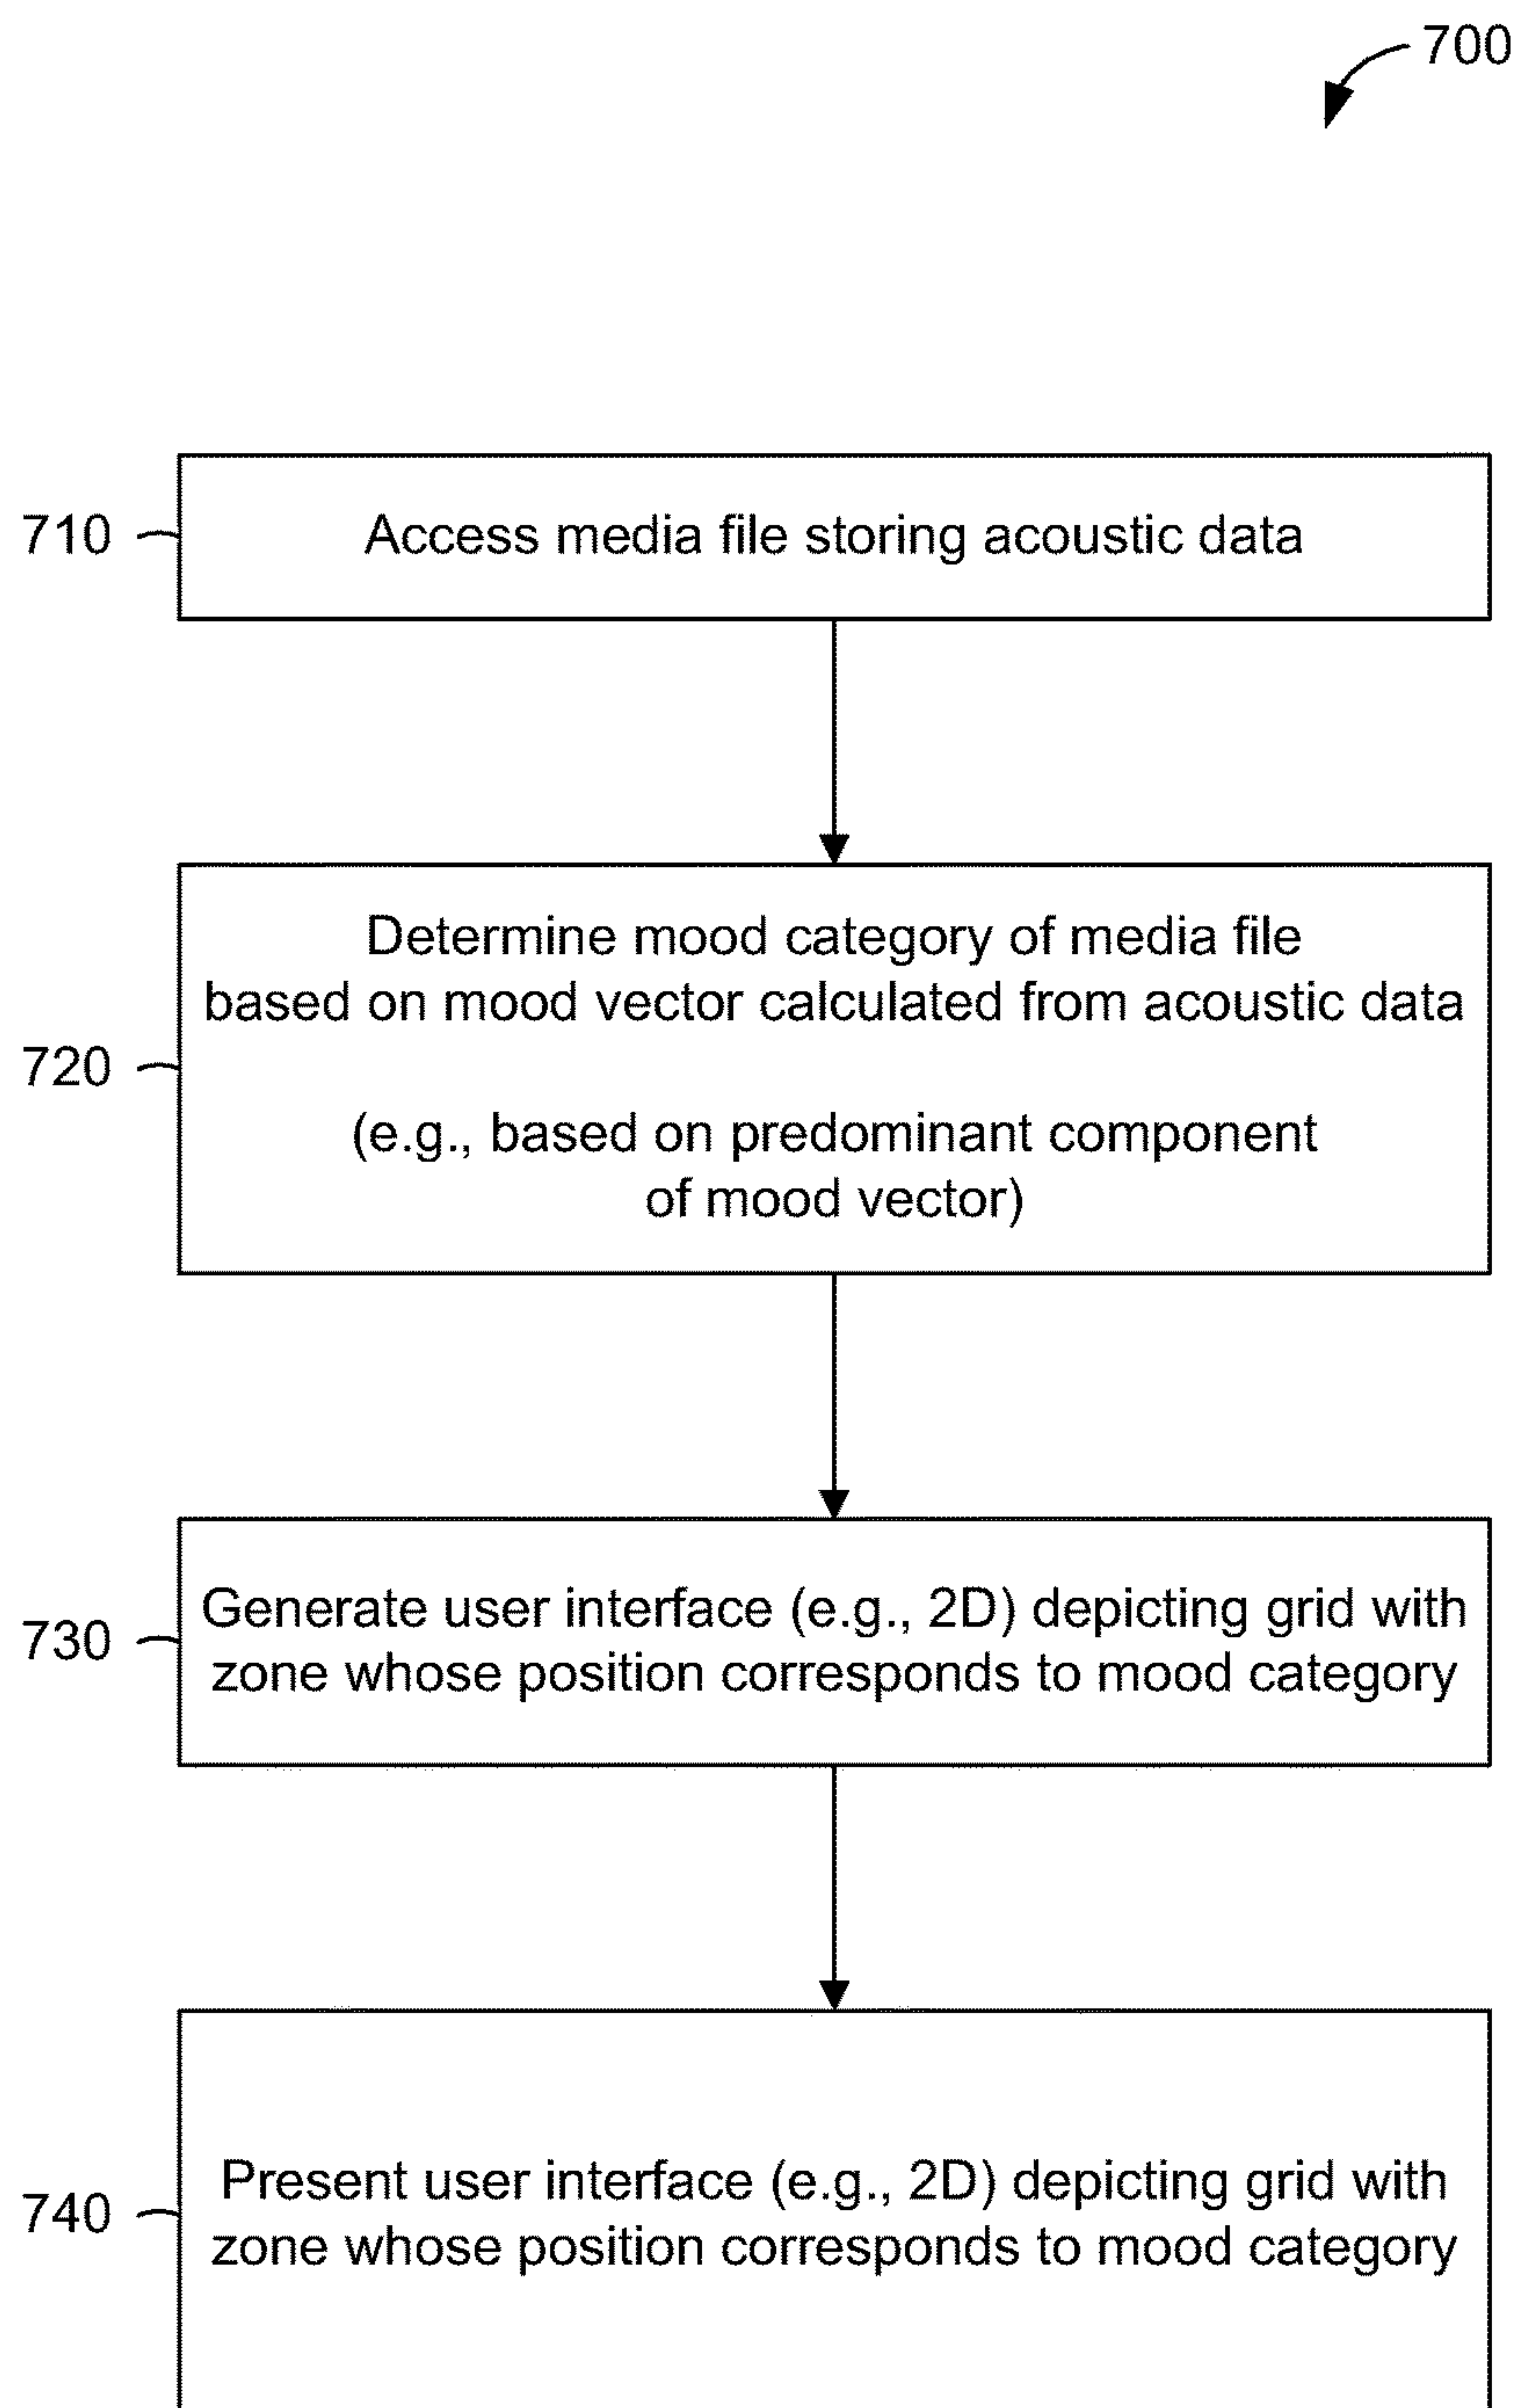 700
710
Access media file storing acoustic data
720
Determine mood category of media file
based on mood vector calculated from acoustic data
(e.g., based on predominant component
of mood vector)
730
Generate user interface (e.g., 2D) depicting grid with
zone whose position corresponds to mood category
740
Present user interface (e.g., 2D) depicting grid with
zone whose position corresponds to mood category